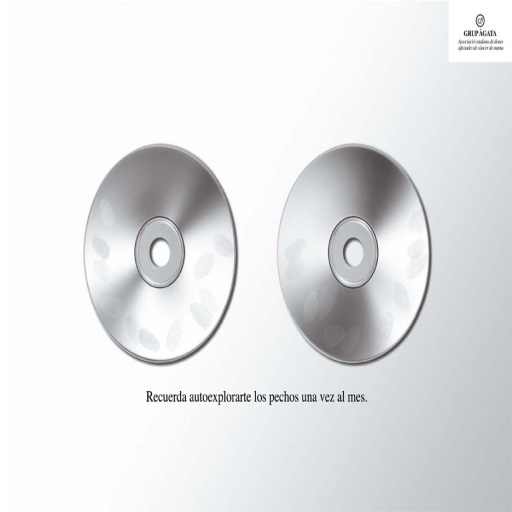 GRUP ÀGATA
Associació catalana de dones
afectades de càncer de mama
Recuerda autoexplorarte los pechos una vez al mes.